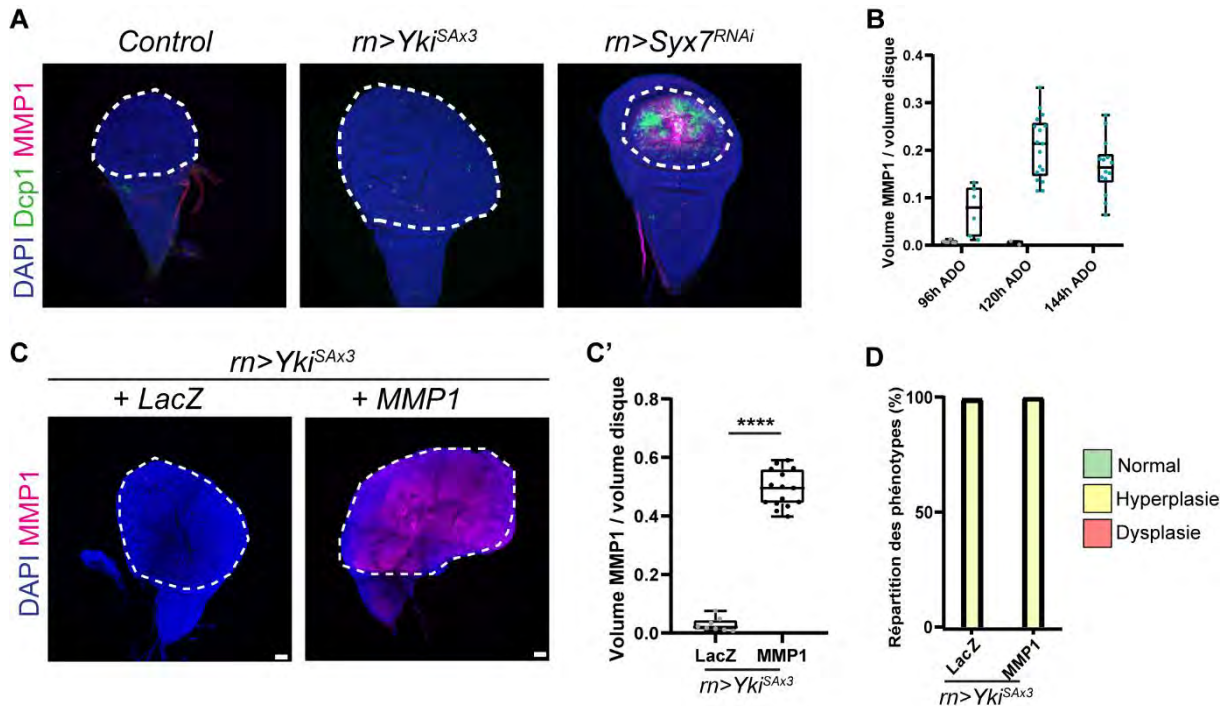 A
Control
rn>Yki^SAx3
rn>Syx7^RNAi
DAPI Dcp1 MMP1
B
Volume MMP1 / volume disque
0.4
0.3
0.2
0.1
0.0
96h ADO
120h ADO
144h ADO
C
rn>Yki^SAx3
+ LacZ
+ MMP1
DAPI MMP1
C'
Volume MMP1 / volume disque
0.8
0.6
0.4
0.2
0.0
****
LacZ
MMP1
rn>Yki^SAx3
D
Répartition des phénotypes (%)
100
50
0
LacZ
MMP1
rn>Yki^SAx3
Normal
Hyperplasie
Dysplasie